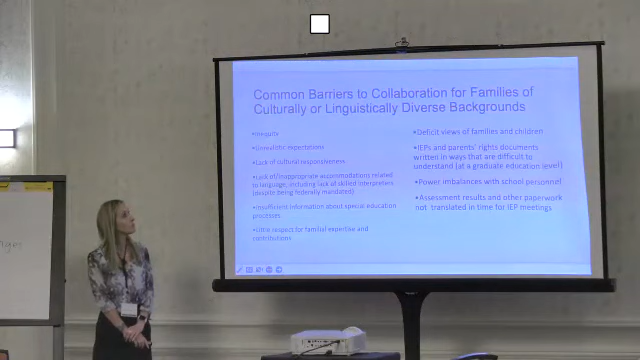 Common Barriers to Collaboration for Families of
Culturally or Linguistically Diverse Backgrounds
•Inequity
•Unrealistic expectations
•Lack of cultural responsiveness
•Lack of/inappropriate accommodations related
to language, including lack of skilled interpreters
(despite being federally mandated)
•Insufficient information about special education
processes
•Little respect for familial expertise and
contributions
•Deficit views of families and children
•IEPs and parents' rights documents
written in ways that are difficult to
understand (at a graduate education level)
•Power imbalances with school personnel
•Assessment results and other paperwork
not translated in time for IEP meetings